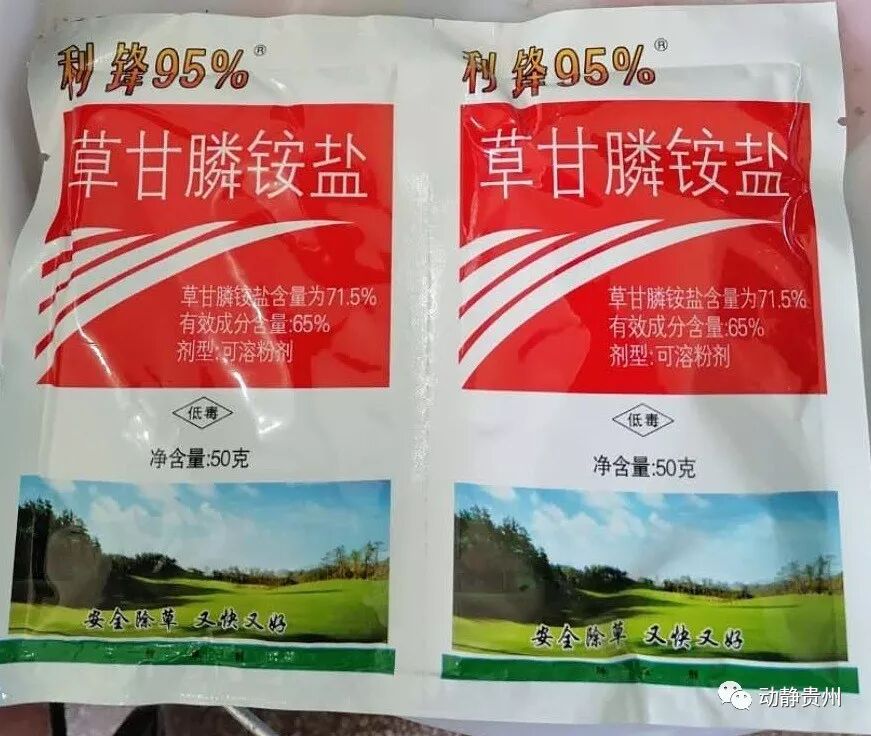 利锋95%®
草甘膦铵盐
草甘膦铵盐含量为71.5%
有效成分含量:65%
剂型:可溶粉剂
低毒
净含量:50克
安全除草 又快又好
利锋95%®
草甘膦铵盐
草甘膦铵盐含量为71.5%
有效成分含量:65%
剂型:可溶粉剂
低毒
净含量:50克
安全除草 又快又好
动静贵州